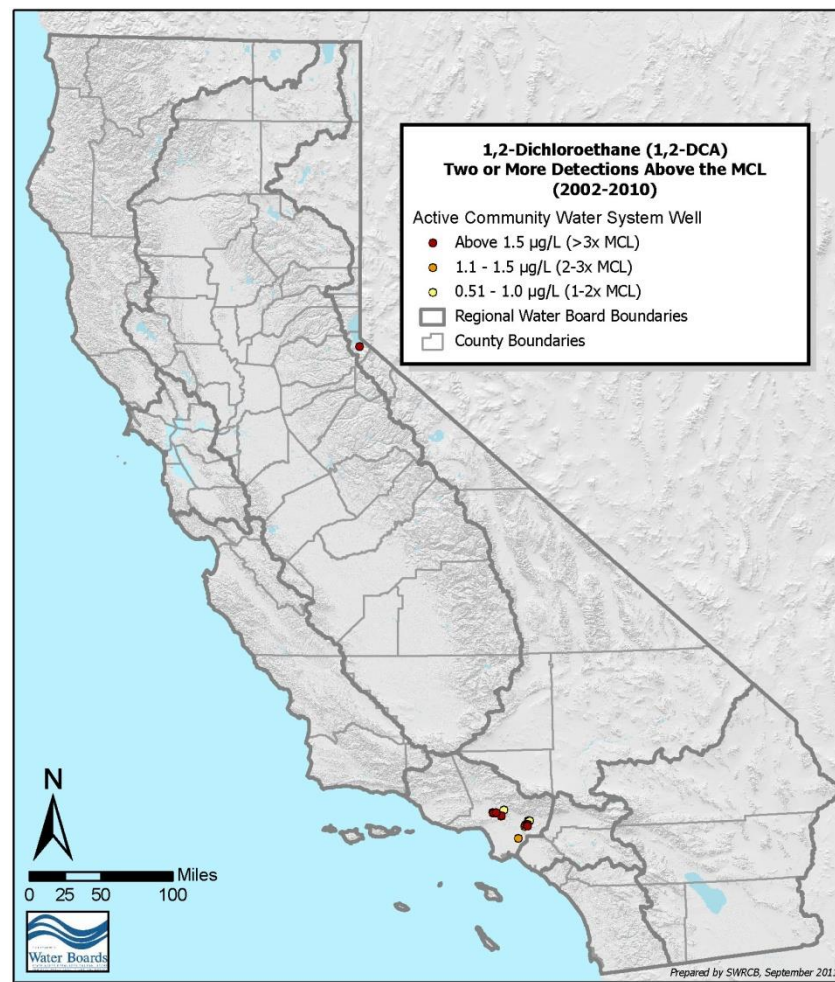 1,2-Dichloroethane (1,2-DCA)
Two or More Detections Above the MCL
(2002-2010)
Active Community Water System Well
Above 1.5 µg/L (>3x MCL)
1.1 - 1.5 µg/L (2-3x MCL)
0.51 - 1.0 µg/L (1-2x MCL)
Regional Water Board Boundaries
County Boundaries
N
Miles
0 25 50 100
Water Boards
Prepared by SWRCB, September